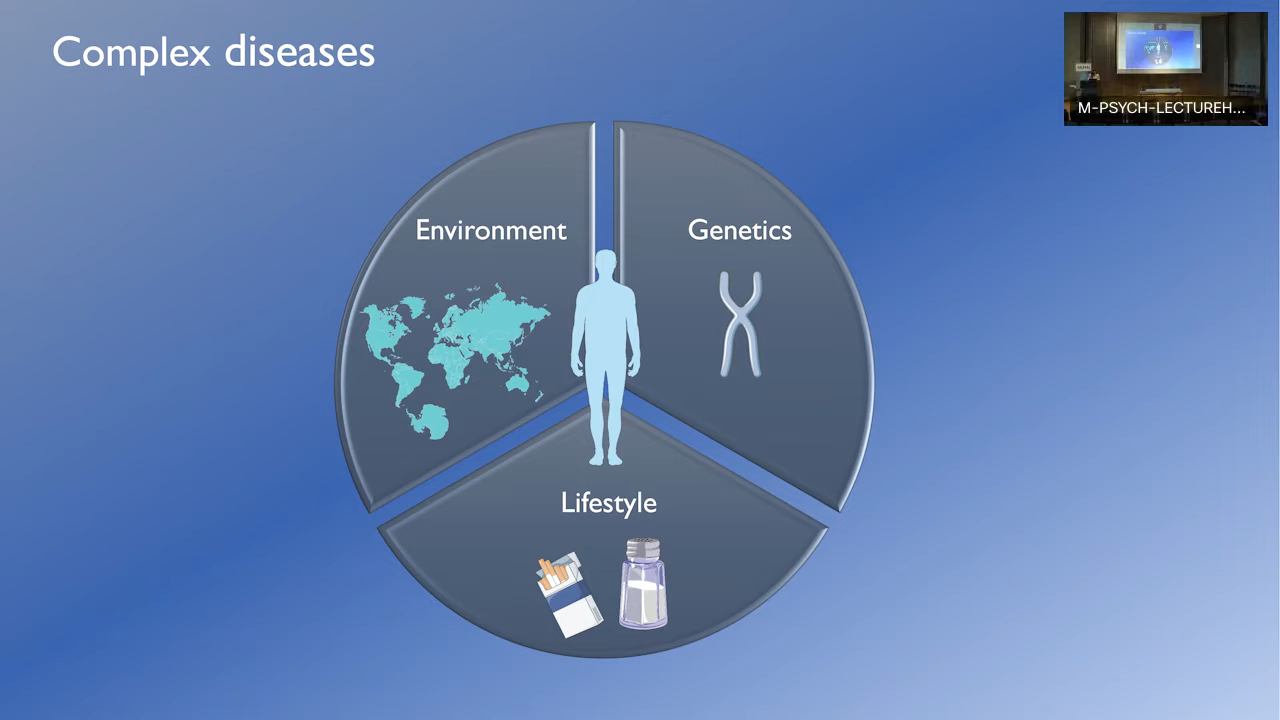 Complex diseases
M-PSYCH-LECTUREH...
Environment
Genetics
Lifestyle